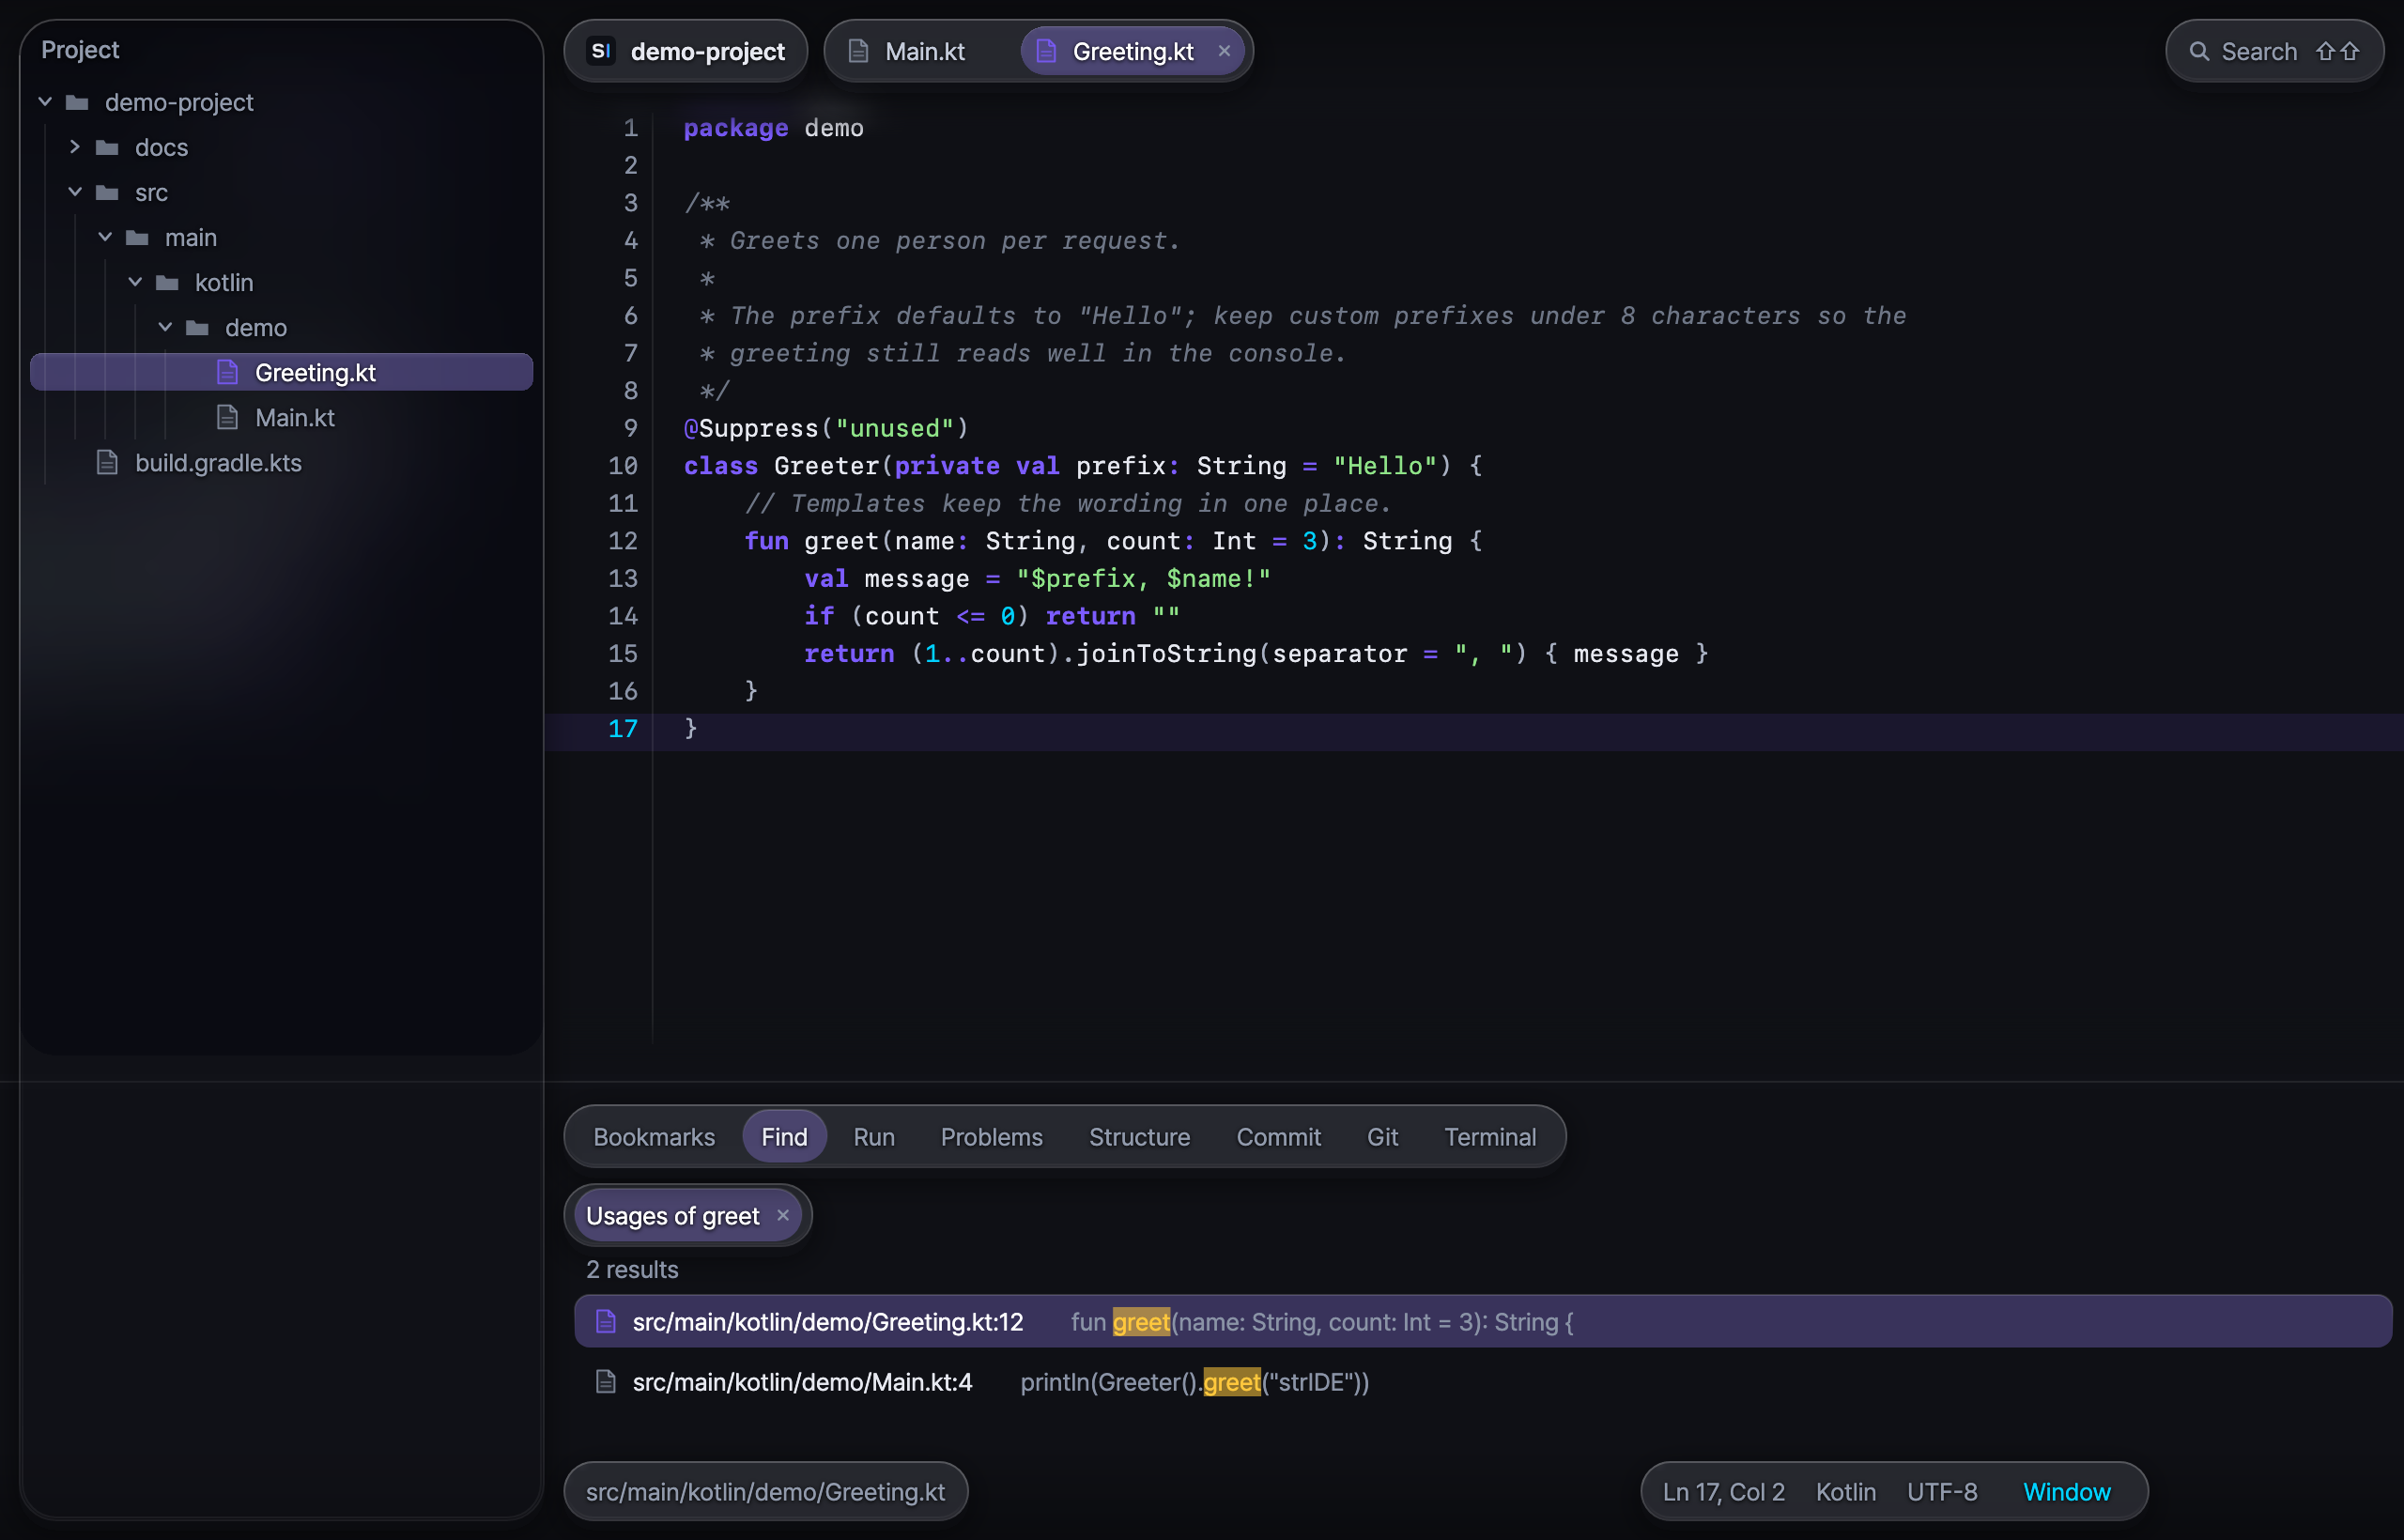 Project
demo-project
docs
src
main
kotlin
demo
Greeting.kt
Main.kt
build.gradle.kts
SI demo-project
Main.kt
Greeting.kt ×
Search ⇧⇧
1 package demo
2
3 /**
4  * Greets one person per request.
5  *
6  * The prefix defaults to "Hello"; keep custom prefixes under 8 characters so the
7  * greeting still reads well in the console.
8  */
9 @Suppress("unused")
10 class Greeter(private val prefix: String = "Hello") {
11     // Templates keep the wording in one place.
12     fun greet(name: String, count: Int = 3): String {
13         val message = "$prefix, $name!"
14         if (count <= 0) return ""
15         return (1..count).joinToString(separator = ", ") { message }
16     }
17 }
Bookmarks Find Run Problems Structure Commit Git Terminal
Usages of greet ×
2 results
src/main/kotlin/demo/Greeting.kt:12 fun greet(name: String, count: Int = 3): String {
src/main/kotlin/demo/Main.kt:4 println(Greeter().greet("strIDE"))
src/main/kotlin/demo/Greeting.kt
Ln 17, Col 2 Kotlin UTF-8 Window